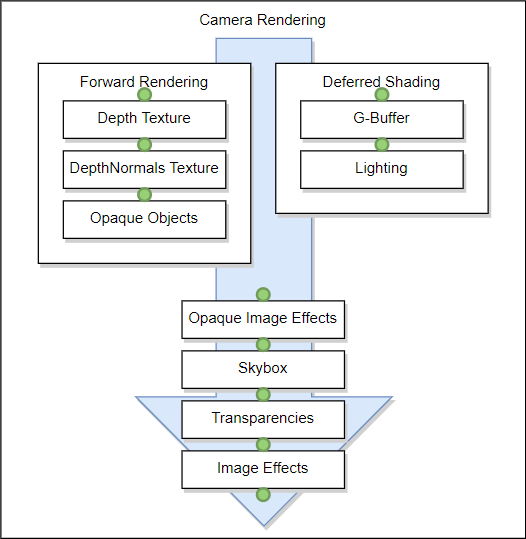 Camera Rendering
Forward Rendering
Depth Texture
DepthNormals Texture
Opaque Objects
Deferred Shading
G-Buffer
Lighting
Opaque Image Effects
Skybox
Transparencies
Image Effects